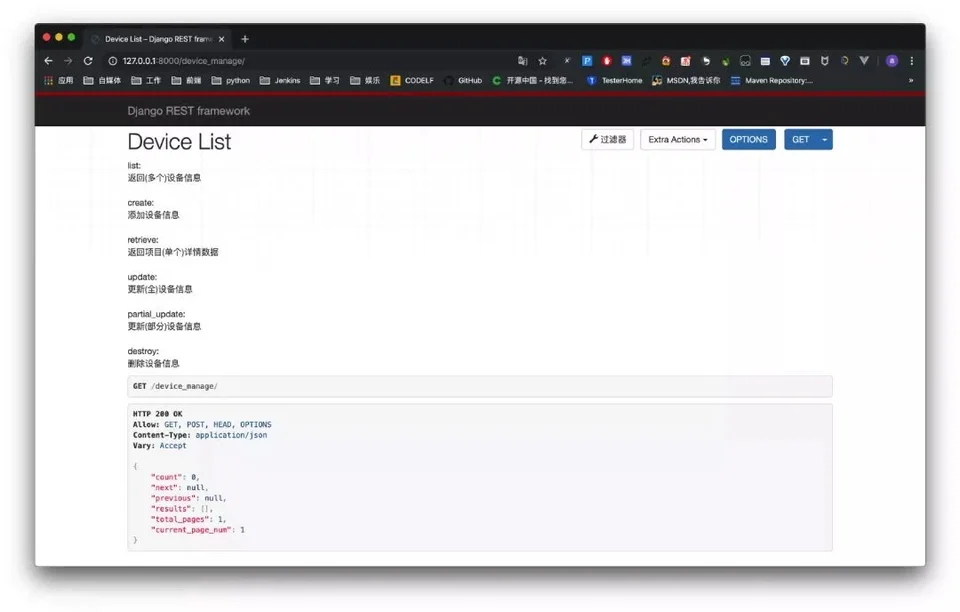 Device List – Django REST fram
127.0.0.1:8000/device_manage/
应用 自媒体 工作 前端 python Jenkins 学习 娱乐 CODELF GitHub 开源中国 - 找到您... TesterHome MSDN,我告诉你 Maven Repository:... »
Django REST framework
Device List
过滤器 Extra Actions OPTIONS GET
list:
返回(多个)设备信息
create:
添加设备信息
retrieve:
返回项目(单个)详情数据
update:
更新(全)设备信息
partial_update:
更新(部分)设备信息
destroy:
删除设备信息
GET /device_manage/
HTTP 200 OK
Allow: GET, POST, HEAD, OPTIONS
Content-Type: application/json
Vary: Accept
{
"count": 0,
"next": null,
"previous": null,
"results": [],
"total_pages": 1,
"current_page_num": 1
}